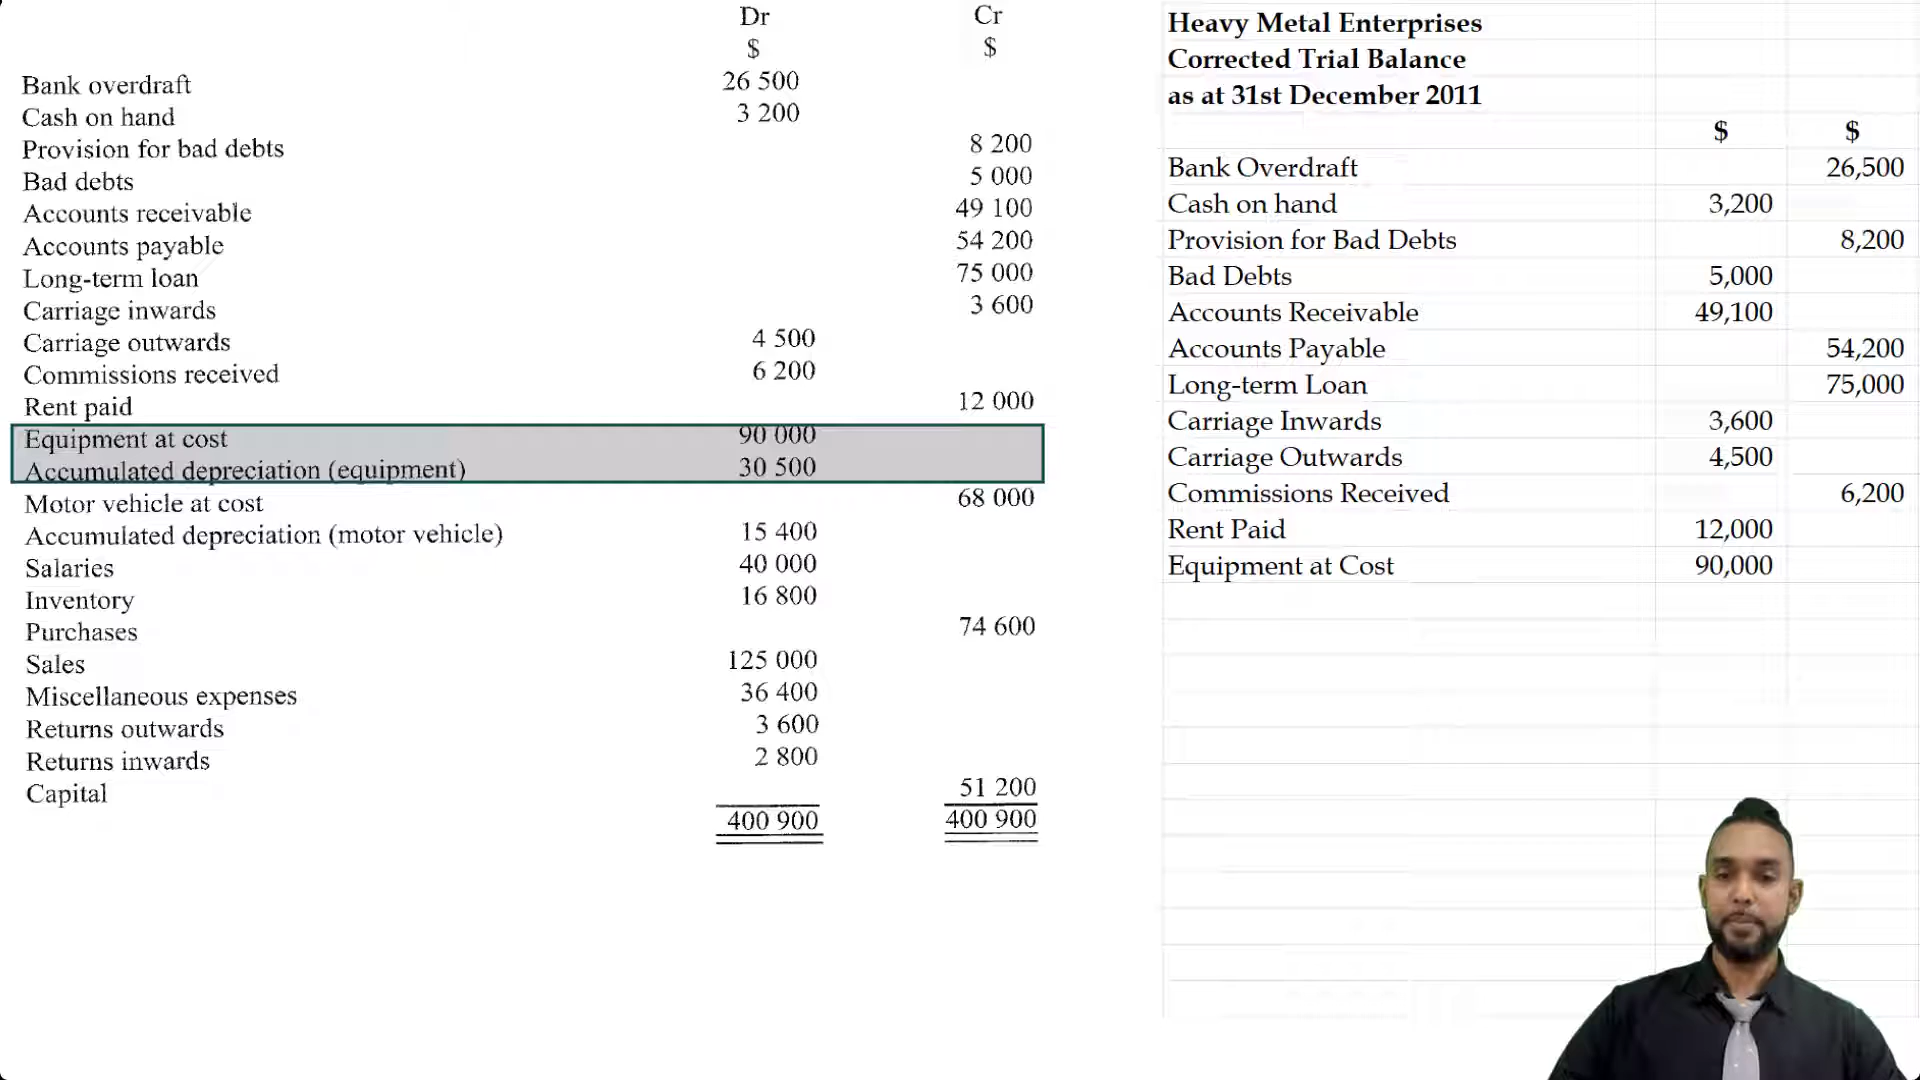 Dr Cr
$ $
Bank overdraft 26 500
Cash on hand 3 200
Provision for bad debts 8 200
Bad debts 5 000
Accounts receivable 49 100
Accounts payable 54 200
Long-term loan 75 000
Carriage inwards 3 600
Carriage outwards 4 500
Commissions received 6 200
Rent paid 12 000
Equipment at cost 90 000
Accumulated depreciation (equipment) 30 500
Motor vehicle at cost 68 000
Accumulated depreciation (motor vehicle) 15 400
Salaries 40 000
Inventory 16 800
Purchases 74 600
Sales 125 000
Miscellaneous expenses 36 400
Returns outwards 3 600
Returns inwards 2 800
Capital 51 200
400 900 400 900
Heavy Metal Enterprises
Corrected Trial Balance
as at 31st December 2011
$ $
Bank Overdraft 26,500
Cash on hand 3,200
Provision for Bad Debts 8,200
Bad Debts 5,000
Accounts Receivable 49,100
Accounts Payable 54,200
Long-term Loan 75,000
Carriage Inwards 3,600
Carriage Outwards 4,500
Commissions Received 6,200
Rent Paid 12,000
Equipment at Cost 90,000